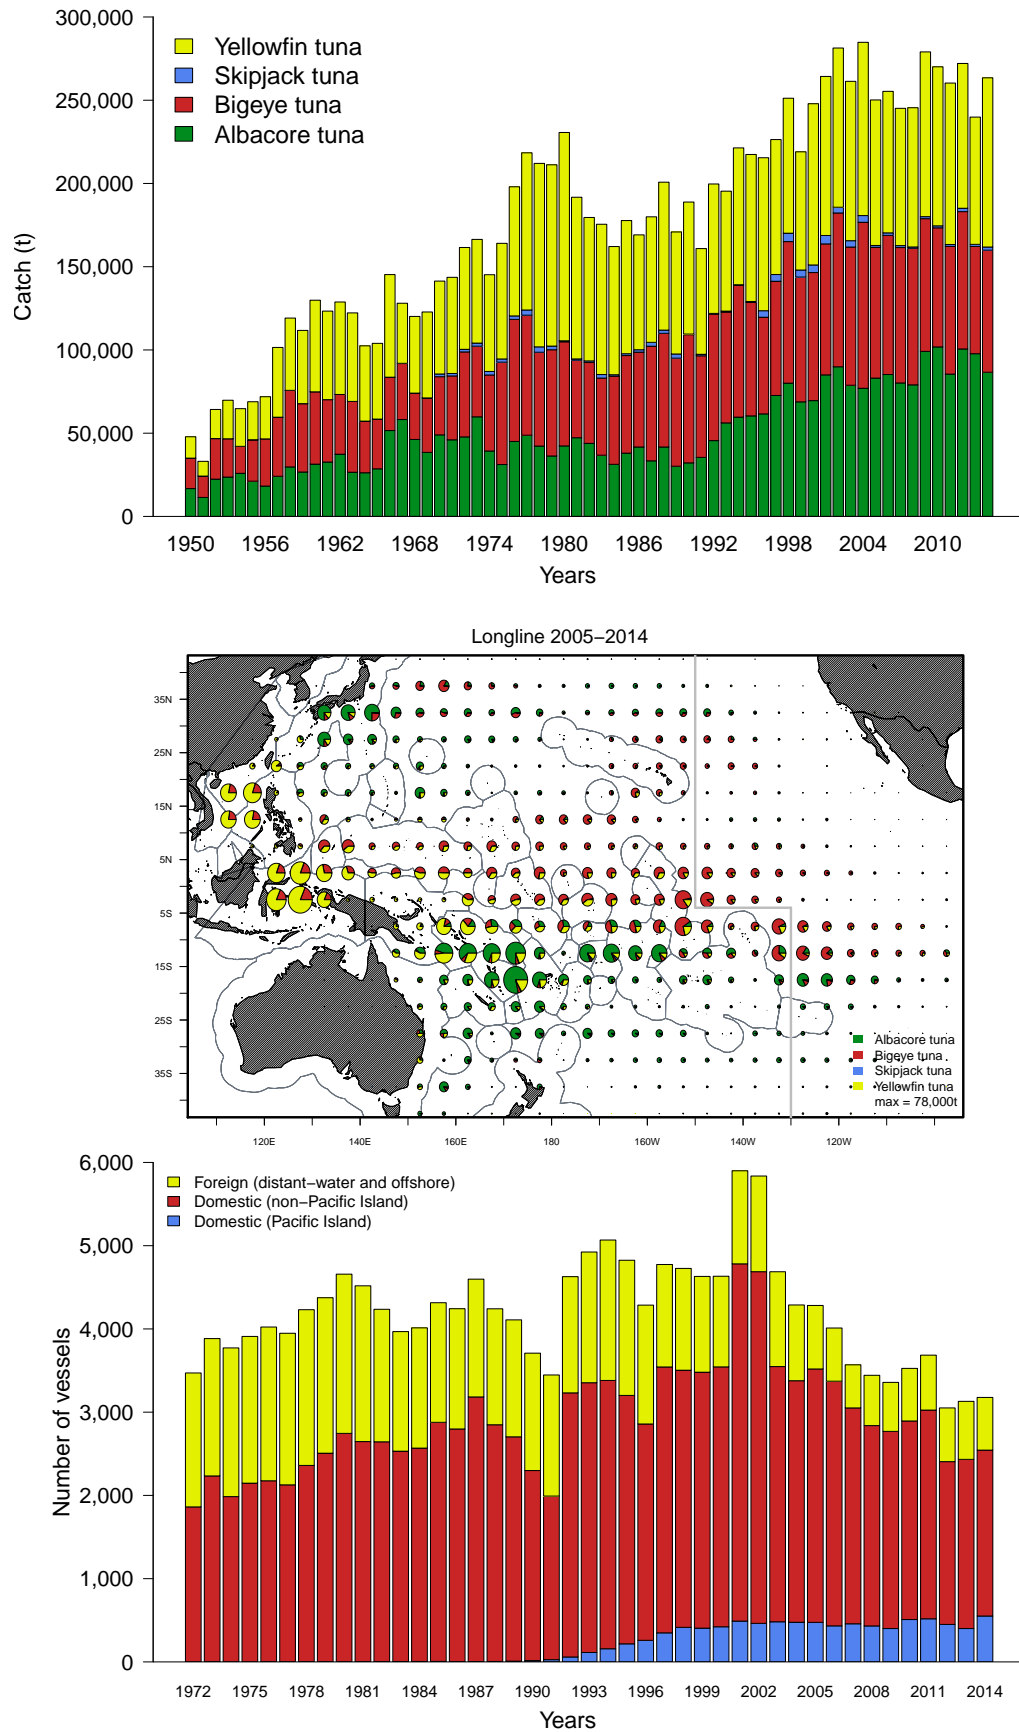 300,000
250,000
200,000
150,000
100,000
50,000
0
Catch (t)
Yellowfin tuna
Skipjack tuna
Bigeye tuna
Albacore tuna
1950 1956 1962 1968 1974 1980 1986 1992 1998 2004 2010
Years
Longline 2005−2014
35N
25N
15N
5N
5S
15S
25S
35S
Albacore tuna
Bigeye tuna
Skipjack tuna
Yellowfin tuna
max = 78,000t
120E 140E 160E 180 160W 140W 120W
6,000
5,000
4,000
3,000
2,000
1,000
0
Number of vessels
Foreign (distant−water and offshore)
Domestic (non−Pacific Island)
Domestic (Pacific Island)
1972 1975 1978 1981 1984 1987 1990 1993 1996 1999 2002 2005 2008 2011 2014
Years